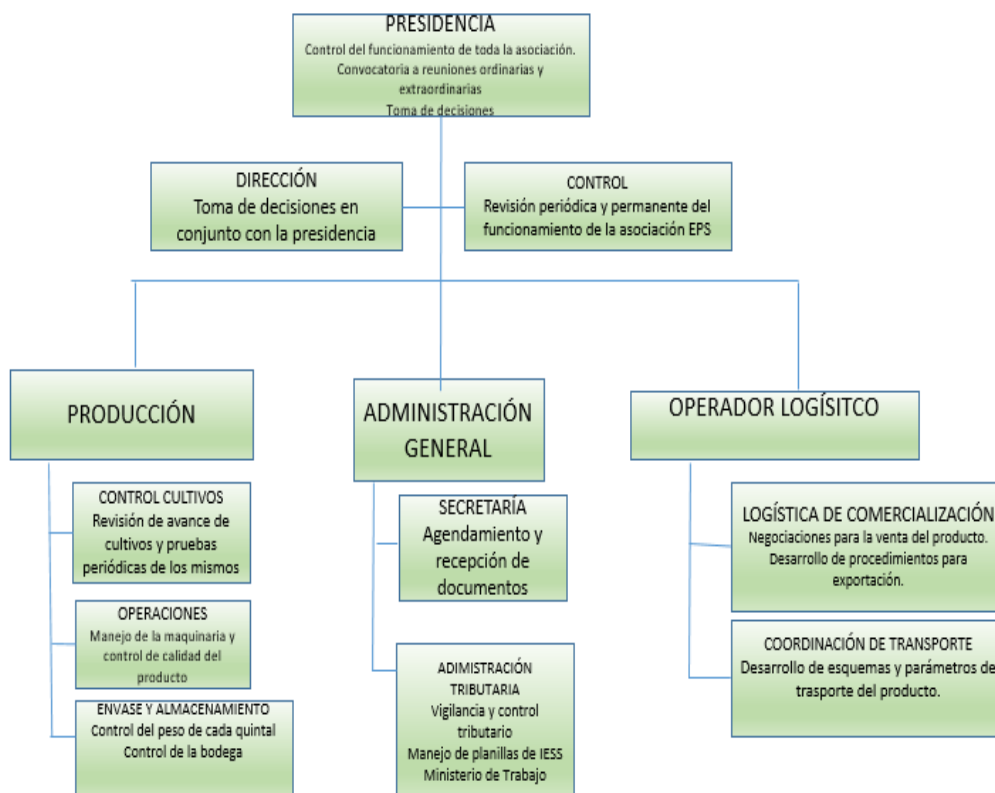 PRESIDENCIA
Control del funcionamiento de toda la asociación.
Convocatoria a reuniones ordinarias y
extraordinarias
Toma de decisiones
DIRECCIÓN
Toma de decisiones en
conjunto con la presidencia
CONTROL
Revisión periódica y permanente del
funcionamiento de la asociación EPS
PRODUCCIÓN
CONTROL CULTIVOS
Revisión de avance de
cultivos y pruebas
periódicas de los mismos
OPERACIONES
Manejo de la maquinaria y
control de calidad del
producto
ENVASE Y ALMACENAMIENTO
Control del peso de cada quintal
Control de la bodega
ADMINISTRACIÓN
GENERAL
SECRETARÍA
Agendamiento y
recepción de
documentos
ADIMISTRACIÓN
TRIBUTARIA
Vigilancia y control
tributario
Manejo de planillas de IESS
Ministerio de Trabajo
OPERADOR LOGÍSITCO
LOGÍSTICA DE COMERCIALIZACIÓN
Negociaciones para la venta del producto.
Desarrollo de procedimientos para
exportación.
COORDINACIÓN DE TRANSPORTE
Desarrollo de esquemas y parámetros de
trasporte del producto.